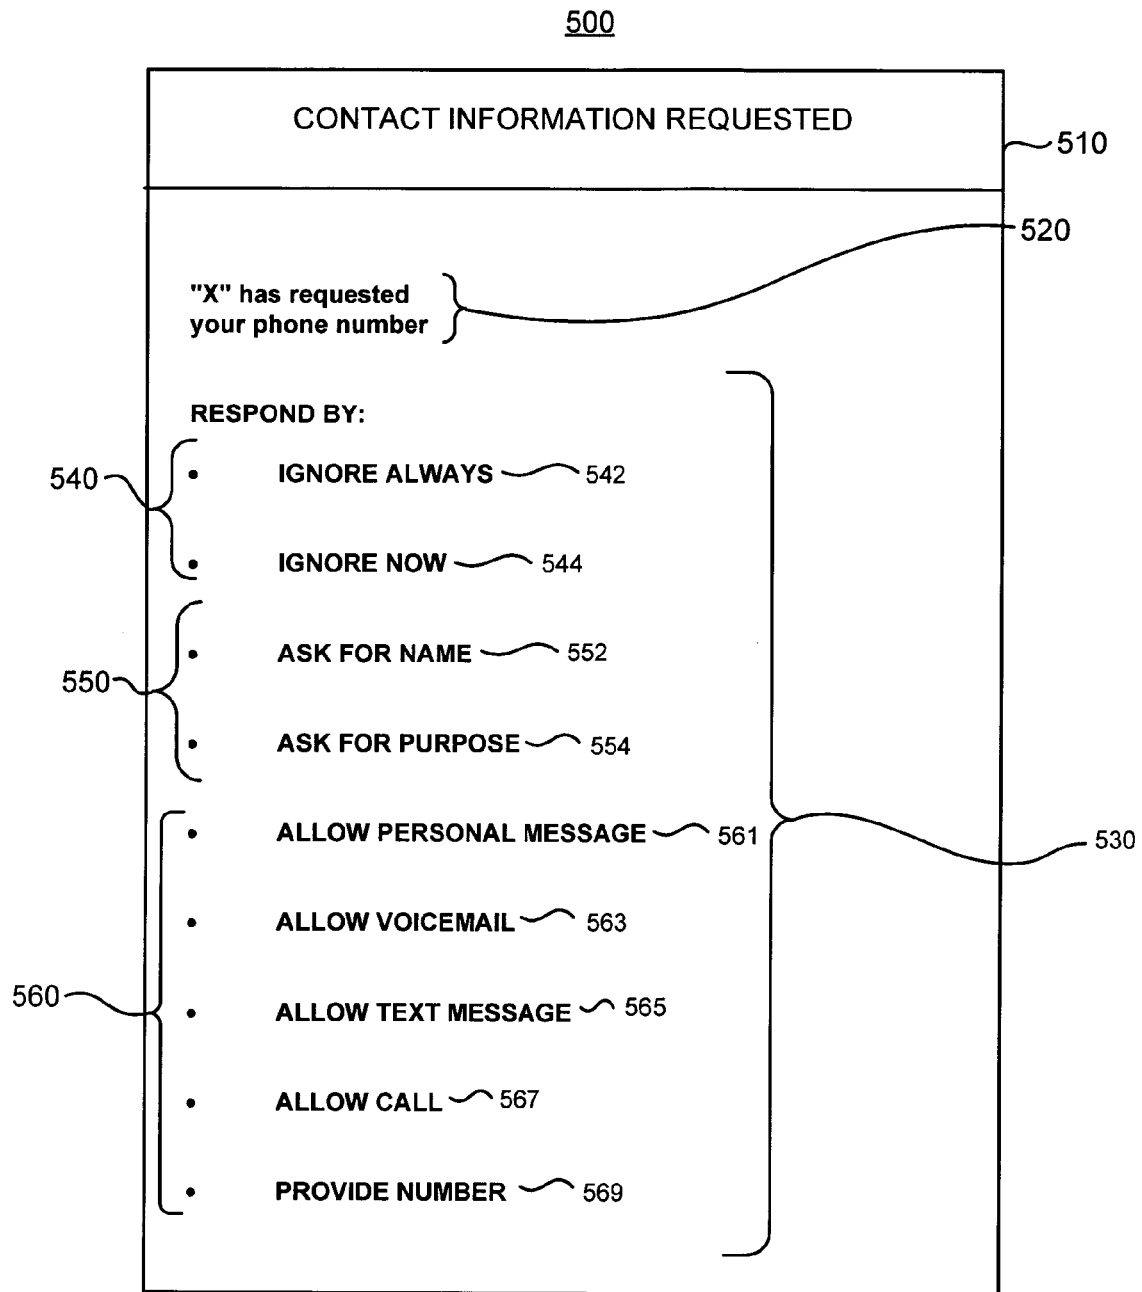 500
CONTACT INFORMATION REQUESTED
510
520
"X" has requested
your phone number
RESPOND BY:
540
• IGNORE ALWAYS 542
• IGNORE NOW 544
550
• ASK FOR NAME 552
• ASK FOR PURPOSE 554
• ALLOW PERSONAL MESSAGE 561
530
• ALLOW VOICEMAIL 563
560
• ALLOW TEXT MESSAGE 565
• ALLOW CALL 567
• PROVIDE NUMBER 569